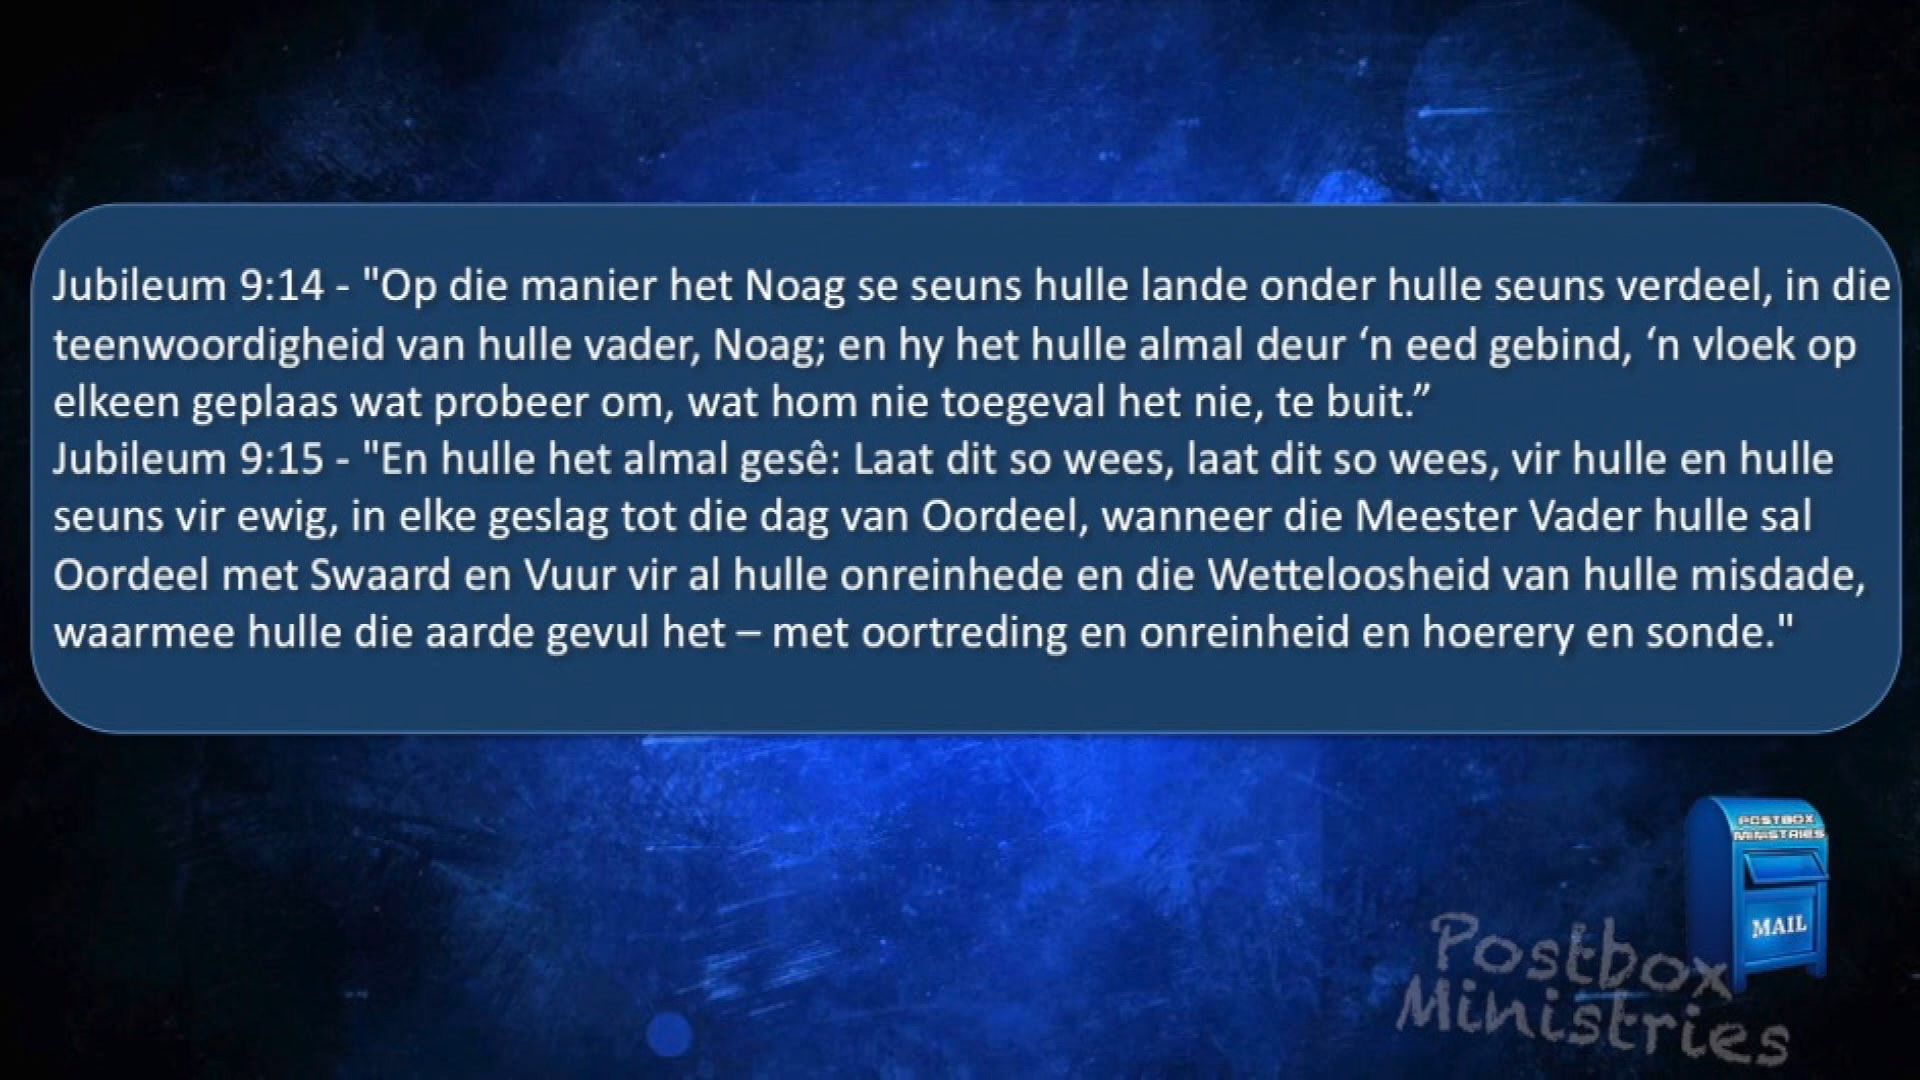 Jubileum 9:14 - "Op die manier het Noag se seuns hulle lande onder hulle seuns verdeel, in die
teenwoordigheid van hulle vader, Noag; en hy het hulle almal deur ‘n eed gebind, ‘n vloek op
elkeen geplaas wat probeer om, wat hom nie toegeval het nie, te buit.”
Jubileum 9:15 - "En hulle het almal gesê: Laat dit so wees, laat dit so wees, vir hulle en hulle
seuns vir ewig, in elke geslag tot die dag van Oordeel, wanneer die Meester Vader hulle sal
Oordeel met Swaard en Vuur vir al hulle onreinhede en die Wetteloosheid van hulle misdade,
waarmee hulle die aarde gevul het – met oortreding en onreinheid en hoerery en sonde."
POSTBOX
MINISTRIES
MAIL
Postbox
Ministries